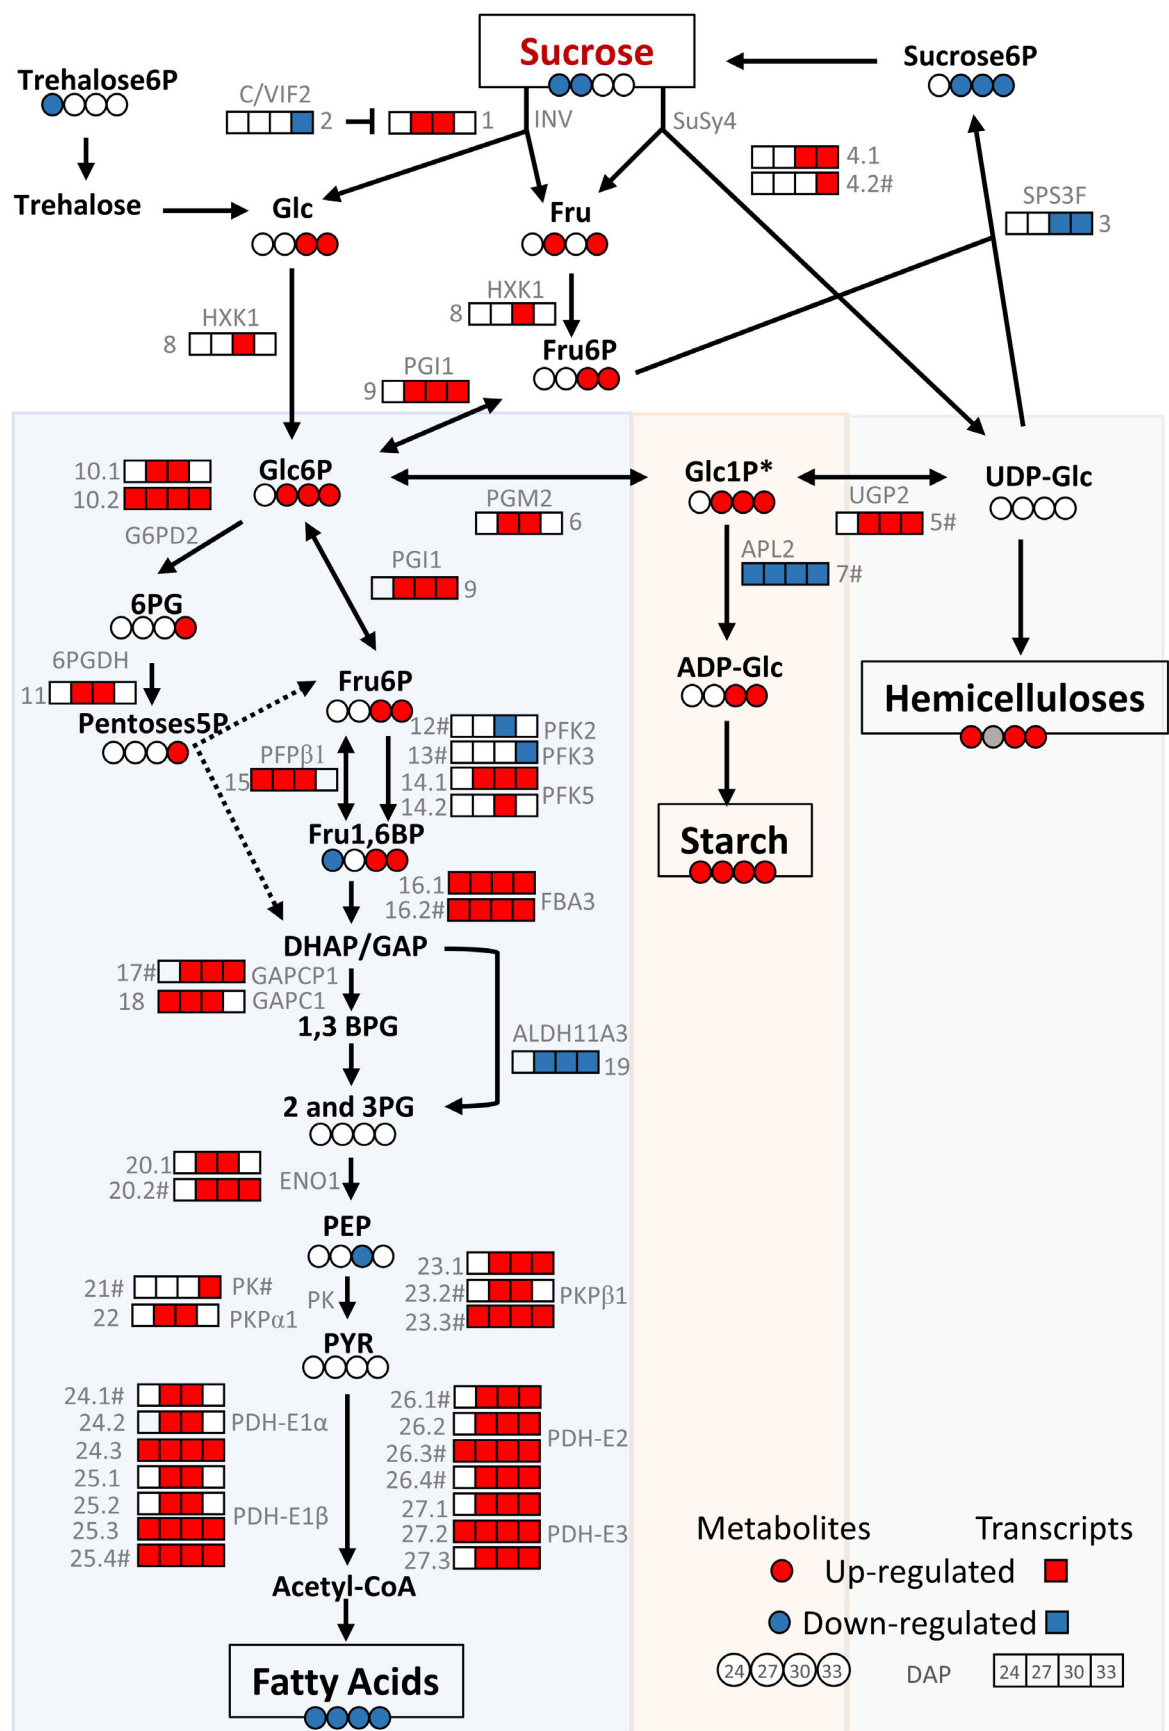 Sucrose
Sucrose6P
Trehalose6P
C/VIF2
2
1
INV
SuSy4
4.1
4.2#
SPS3F
3
Trehalose
Glc
Fru
HXK1
8
HXK1
8
Fru6P
PGI1
9
10.1
10.2
Glc6P
G6PD2
PGM2
6
Glc1P*
UGP2
5#
UDP-Glc
PGI1
9
APL2
7#
6PG
6PGDH
11
Pentoses5P
Fru6P
ADP-Glc
Hemicelluloses
12#
PFK2
13#
PFK3
14.1
14.2
PFK5
PFPβ1
15
Fru1,6BP
Starch
16.1
16.2#
FBA3
DHAP/GAP
17#
GAPCP1
18
GAPC1
1,3 BPG
ALDH11A3
19
2 and 3PG
20.1
20.2#
ENO1
PEP
21#
PK#
22
PKPα1
PK
23.1
23.2#
23.3#
PKPβ1
PYR
24.1#
24.2
24.3
PDH-E1α
25.1
25.2
25.3
25.4#
PDH-E1β
26.1#
26.2
26.3#
26.4#
PDH-E2
27.1
27.2
27.3
PDH-E3
Acetyl-CoA
Fatty Acids
Metabolites
Transcripts
Up-regulated
Down-regulated
24 27 30 33 DAP 24 27 30 33